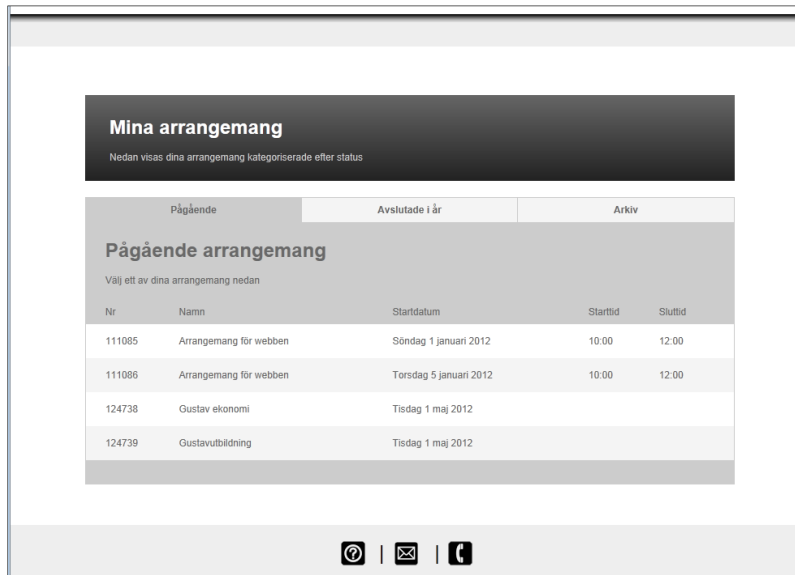 Mina arrangemang
Nedan visas dina arrangemang kategoriserade efter status
Pågående Avslutade i år Arkiv
Pågående arrangemang
Välj ett av dina arrangemang nedan
Nr Namn Startdatum Starttid Sluttid
111085 Arrangemang för webben Söndag 1 januari 2012 10:00 12:00
111086 Arrangemang för webben Torsdag 5 januari 2012 10:00 12:00
124738 Gustav ekonomi Tisdag 1 maj 2012
124739 Gustavutbildning Tisdag 1 maj 2012